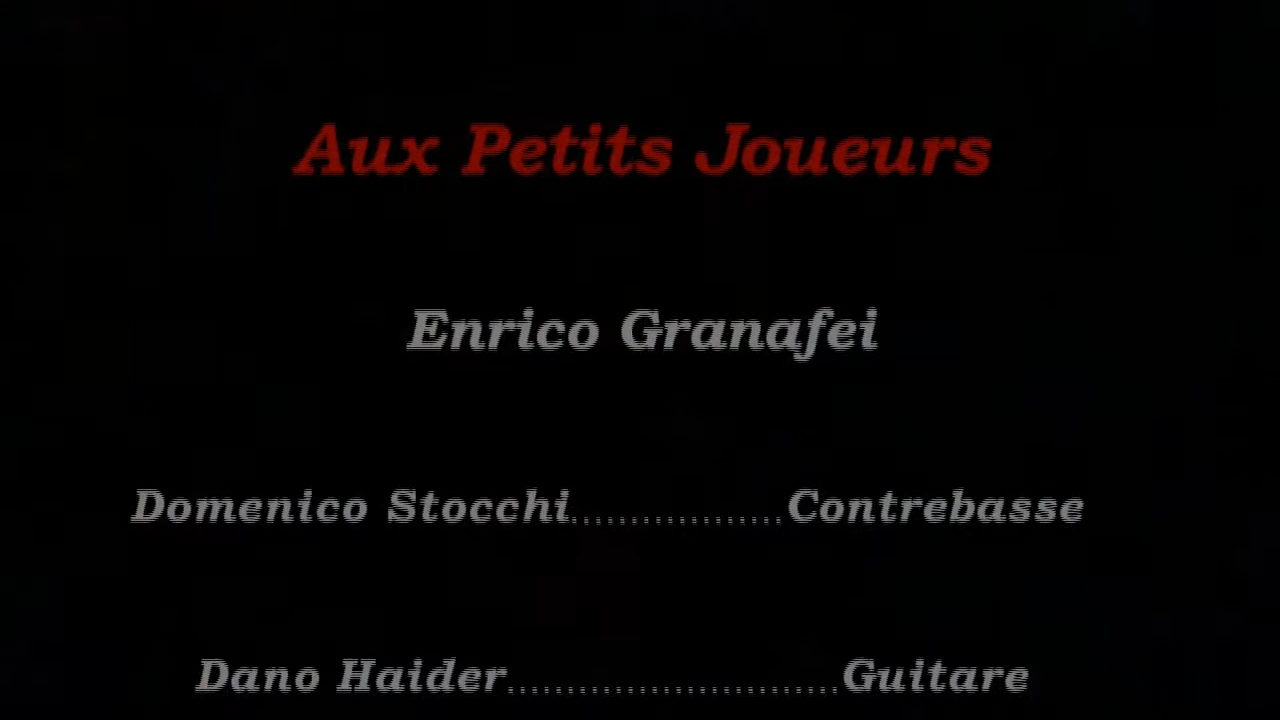 Aux Petits Joueurs
Enrico Granafei
Domenico Stocchi................Contrebasse
Dano Haider.........................Guitare